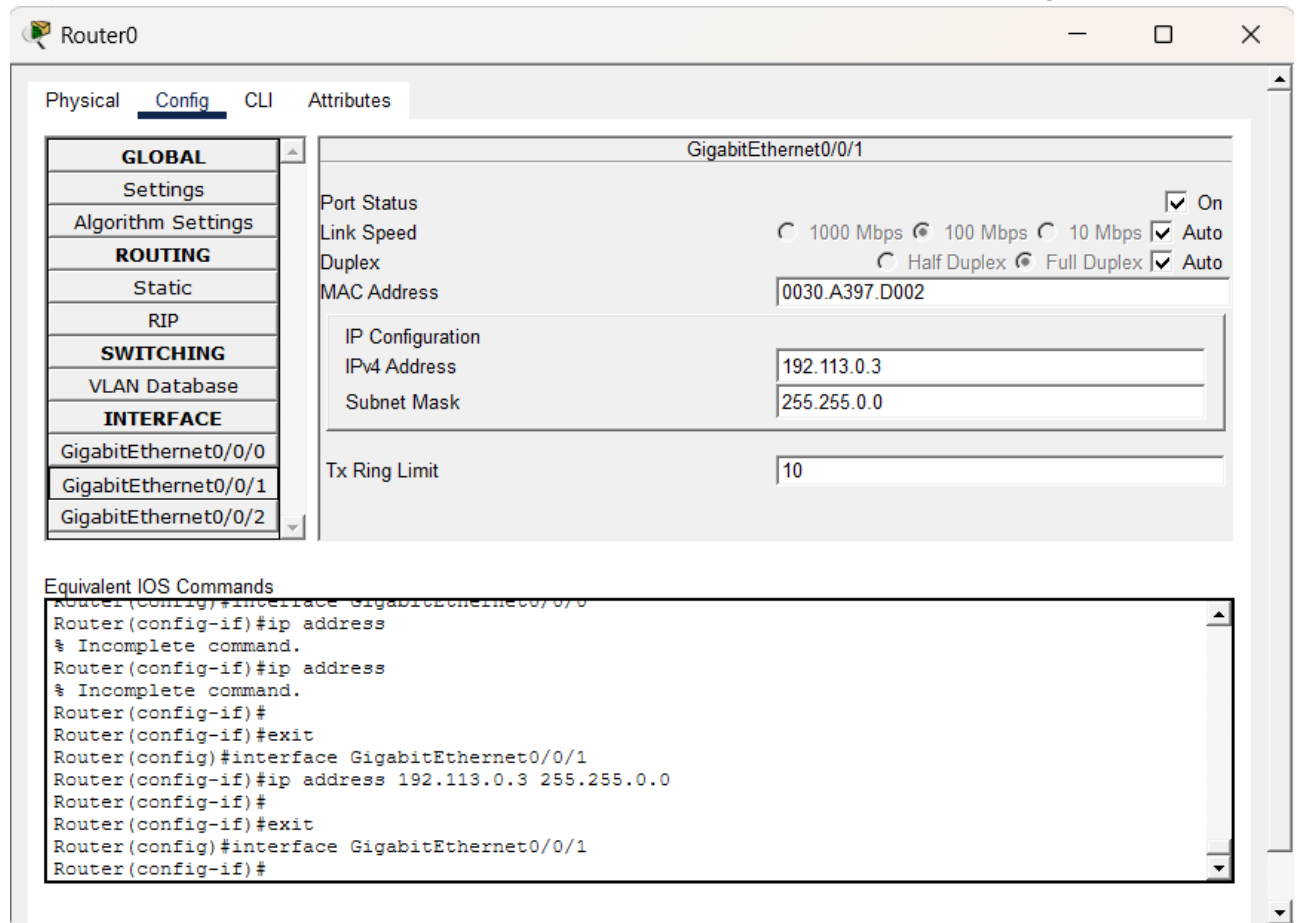 Router0
Physical Config CLI Attributes
GLOBAL
Settings
Algorithm Settings
ROUTING
Static
RIP
SWITCHING
VLAN Database
INTERFACE
GigabitEthernet0/0/0
GigabitEthernet0/0/1
GigabitEthernet0/0/2
GigabitEthernet0/0/1
Port Status On
Link Speed 1000 Mbps 100 Mbps 10 Mbps Auto
Duplex Half Duplex Full Duplex Auto
MAC Address 0030.A397.D002
IP Configuration
IPv4 Address 192.113.0.3
Subnet Mask 255.255.0.0
Tx Ring Limit 10
Equivalent IOS Commands
Router(config)#interface GigabitEthernet0/0/0
Router(config-if)#ip address
% Incomplete command.
Router(config-if)#ip address
% Incomplete command.
Router(config-if)#
Router(config-if)#exit
Router(config)#interface GigabitEthernet0/0/1
Router(config-if)#ip address 192.113.0.3 255.255.0.0
Router(config-if)#
Router(config-if)#exit
Router(config)#interface GigabitEthernet0/0/1
Router(config-if)#